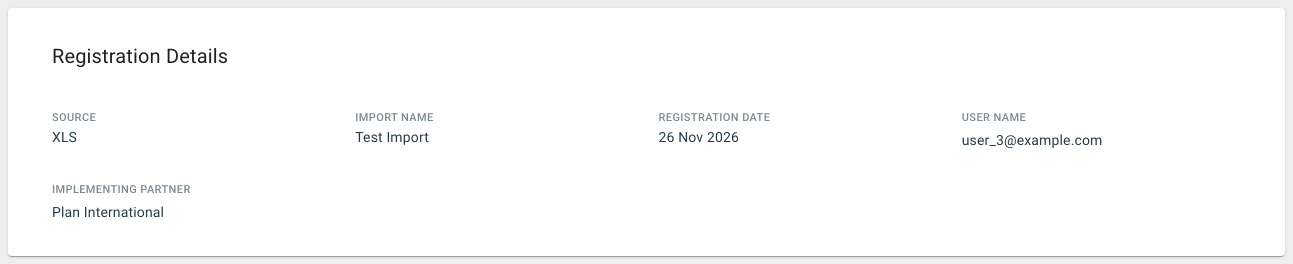 Registration Details
SOURCE
XLS
IMPORT NAME
Test Import
REGISTRATION DATE
26 Nov 2026
USER NAME
user_3@example.com
IMPLEMENTING PARTNER
Plan International